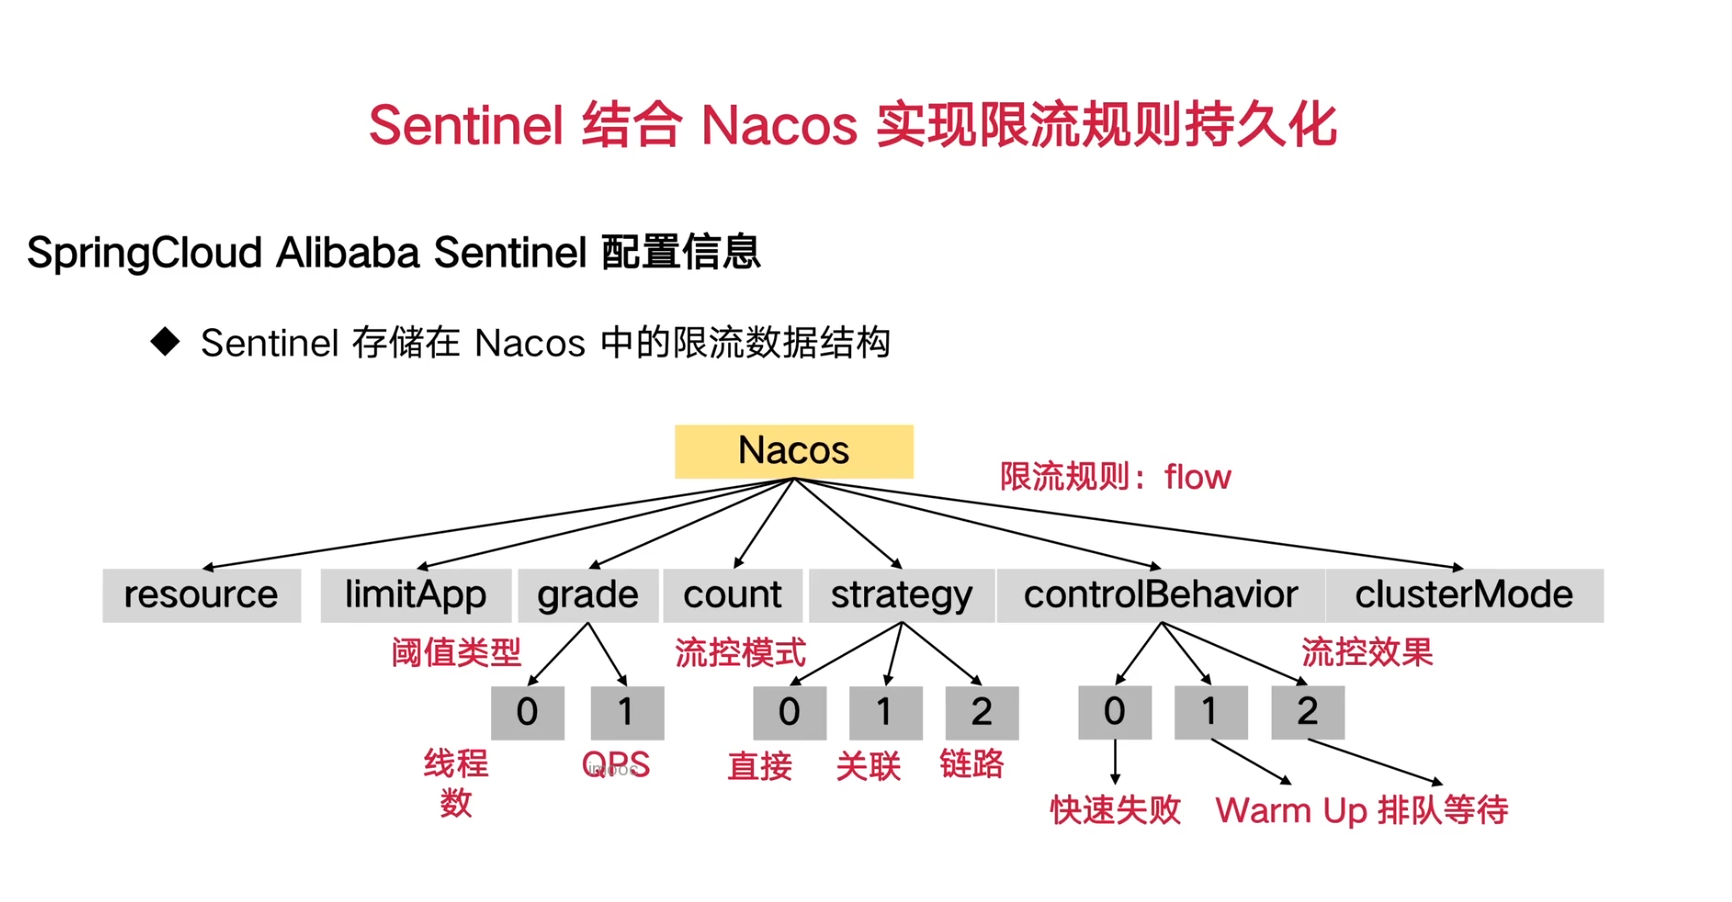 Sentinel 结合 Nacos 实现限流规则持久化
SpringCloud Alibaba Sentinel 配置信息
◆ Sentinel 存储在 Nacos 中的限流数据结构
Nacos
限流规则：flow
resource limitApp grade count strategy controlBehavior clusterMode
阈值类型 流控模式 流控效果
0 1 0 1 2 0 1 2
线程数 QPS 直接 关联 链路
imooc
快速失败 Warm Up 排队等待